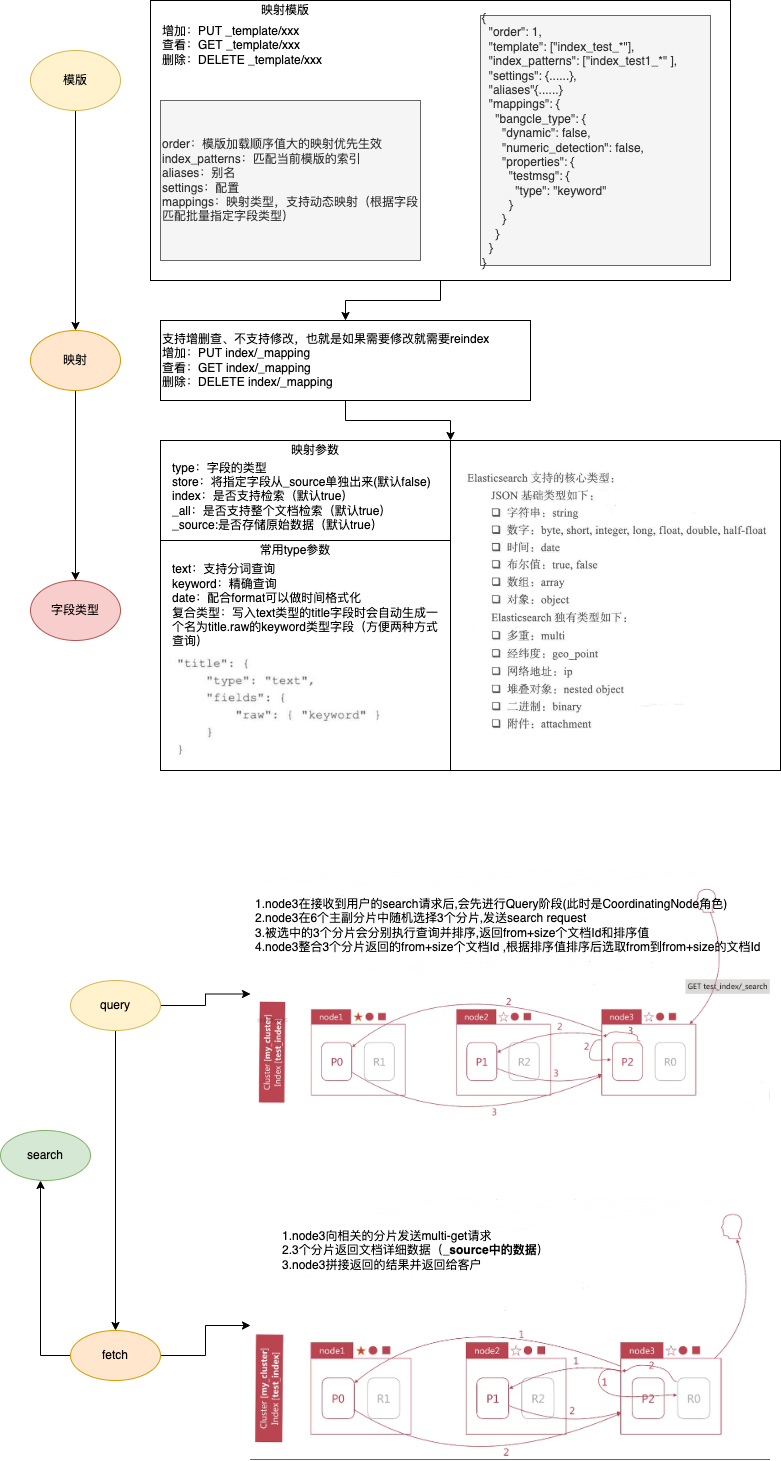 映射模版
增加：PUT _template/xxx
查看：GET _template/xxx
删除：DELETE _template/xxx
模版
order：模版加载顺序值大的映射优先生效
index_patterns：匹配当前模版的索引
aliases：别名
settings：配置
mappings：映射类型，支持动态映射（根据字段
匹配批量指定字段类型）
{
"order": 1,
"template": ["index_test_*"],
"index_patterns": ["index_test1_*" ],
"settings": {......},
"aliases"{......}
"mappings": {
"bangcle_type": {
"dynamic": false,
"numeric_detection": false,
"properties": {
"testmsg": {
"type": "keyword"
}
}
}
}
}
映射
支持增删查、不支持修改，也就是如果需要修改就需要reindex
增加：PUT index/_mapping
查看：GET index/_mapping
删除：DELETE index/_mapping
字段类型
映射参数
type：字段的类型
store：将指定字段从_source单独出来(默认false)
index：是否支持检索（默认true）
_all：是否支持整个文档检索（默认true）
_source:是否存储原始数据（默认true）
常用type参数
text：支持分词查询
keyword：精确查询
date：配合format可以做时间格式化
复合类型：写入text类型的title字段时会自动生成一
个名为title.raw的keyword类型字段（方便两种方式
查询）
"title": {
"type": "text",
"fields": {
"raw": { "keyword" }
}
}
Elasticsearch 支持的核心类型：
JSON 基础类型如下：
字符串：string
数字：byte, short, integer, long, float, double, half-float
时间：date
布尔值：true, false
数组：array
对象：object
Elasticsearch 独有类型如下：
多重：multi
经纬度：geo_point
网络地址：ip
堆叠对象：nested object
二进制：binary
附件：attachment
1.node3在接收到用户的search请求后,会先进行Query阶段(此时是CoordinatingNode角色)
2.node3在6个主副分片中随机选择3个分片,发送search request
3.被选中的3个分片会分别执行查询并排序,返回from+size个文档Id和排序值
4.node3整合3个分片返回的from+size个文档Id ,根据排序值排序后选取from到from+size的文档Id
query
GET test_index/_search
Cluster [my_cluster]
Index [test_index]
node1
node2
node3
P0
R1
P1
R2
P2
R0
2
2
3
2
3
3
search
1.node3向相关的分片发送multi-get请求
2.3个分片返回文档详细数据（_source中的数据）
3.node3拼接返回的结果并返回给客户
fetch
Cluster [my_cluster]
Index [test_index]
node1
node2
node3
P0
R1
P1
R2
P2
R0
1
1
2
1
2
2